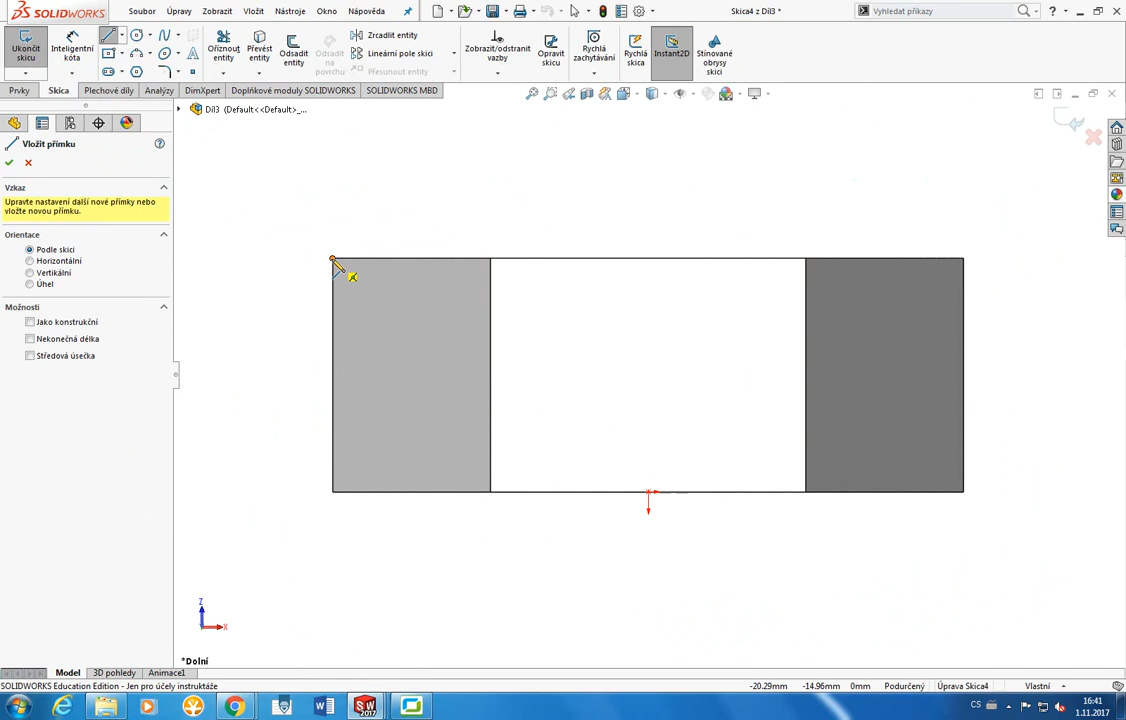 SOLIDWORKS
Soubor Úpravy Zobrazit Vložit Nástroje Okno Nápověda
Skica4 z Díl3 *
Vyhledat příkazy
Ukončit skicu
Inteligentní kóta
Oříznout entity
Převést entity
Odsadit entity
Odsadit na povrchu
Zrcadlit entity
Lineární pole skici
Přesunout entity
Zobrazit/odstranit vazby
Opravit skicu
Rychlá zachytávání
Rychlá skica
Instant2D
Stínované obrysy skici
Prvky Skica Plechové díly Analýzy DimXpert Doplňkové moduly SOLIDWORKS SOLIDWORKS MBD
Díl3 (Default<<Default>_...
Vložit přímku
Vzkaz
Upravte nastavení další nové přímky nebo
vložte novou přímku.
Orientace
Podle skici
Horizontální
Vertikální
Úhel
Možnosti
Jako konstrukční
Nekonečná délka
Středová úsečka
Z
X
*Dolní
Model 3D pohledy Animace1
SOLIDWORKS Education Edition - Jen pro účely instruktáže
-20.29mm -14.96mm 0mm Podurčený Úprava Skica4 Vlastní
SW 2017
CS
16:41
1.11.2017